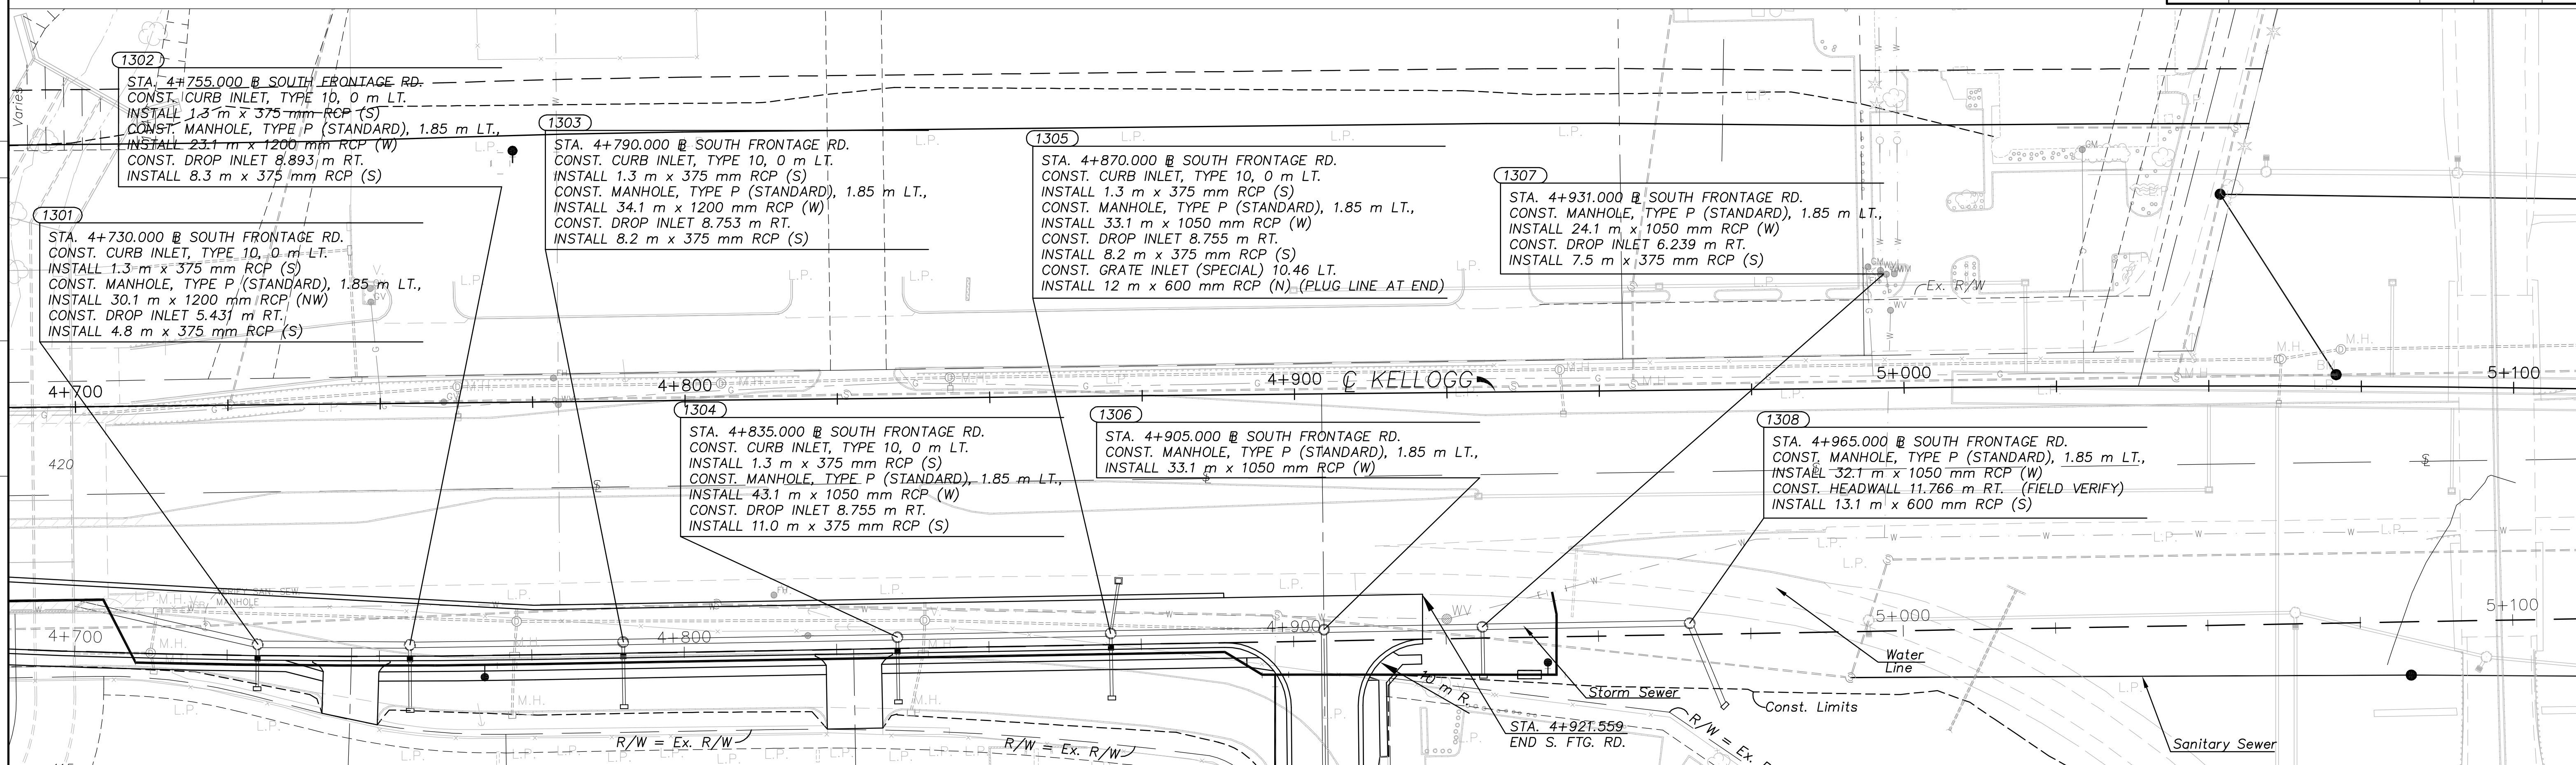 1302
STA. 4+755.000 ⅊ SOUTH FRONTAGE RD.
CONST. CURB INLET, TYPE 10, 0 m LT.
INSTALL 1.3 m x 375 mm RCP (S)
CONST. MANHOLE, TYPE P (STANDARD), 1.85 m LT.,
INSTALL 23.1 m x 1200 mm RCP (W)
CONST. DROP INLET 8.893 m RT.
INSTALL 8.3 m x 375 mm RCP (S)
Varies
1303
STA. 4+790.000 ⅊ SOUTH FRONTAGE RD.
CONST. CURB INLET, TYPE 10, 0 m LT.
INSTALL 1.3 m x 375 mm RCP (S)
CONST. MANHOLE, TYPE P (STANDARD), 1.85 m LT.,
INSTALL 34.1 m x 1200 mm RCP (W)
CONST. DROP INLET 8.753 m RT.
INSTALL 8.2 m x 375 mm RCP (S)
1305
STA. 4+870.000 ⅊ SOUTH FRONTAGE RD.
CONST. CURB INLET, TYPE 10, 0 m LT.
INSTALL 1.3 m x 375 mm RCP (S)
CONST. MANHOLE, TYPE P (STANDARD), 1.85 m LT.,
INSTALL 33.1 m x 1050 mm RCP (W)
CONST. DROP INLET 8.755 m RT.
INSTALL 8.2 m x 375 mm RCP (S)
CONST. GRATE INLET (SPECIAL) 10.46 LT.
INSTALL 12 m x 600 mm RCP (N) (PLUG LINE AT END)
1307
STA. 4+931.000 ⅊ SOUTH FRONTAGE RD.
CONST. MANHOLE, TYPE P (STANDARD), 1.85 m LT.,
INSTALL 24.1 m x 1050 mm RCP (W)
CONST. DROP INLET 6.239 m RT.
INSTALL 7.5 m x 375 mm RCP (S)
1301
STA. 4+730.000 ⅊ SOUTH FRONTAGE RD.
CONST. CURB INLET, TYPE 10, 0 m LT.
INSTALL 1.3 m x 375 mm RCP (S)
CONST. MANHOLE, TYPE P (STANDARD), 1.85 m LT.,
INSTALL 30.1 m x 1200 mm RCP (NW)
CONST. DROP INLET 5.431 m RT.
INSTALL 4.8 m x 375 mm RCP (S)
Ex. R/W
4+700
4+800
4+900
℄ KELLOGG
5+000
5+100
1304
STA. 4+835.000 ⅊ SOUTH FRONTAGE RD.
CONST. CURB INLET, TYPE 10, 0 m LT.
INSTALL 1.3 m x 375 mm RCP (S)
CONST. MANHOLE, TYPE P (STANDARD), 1.85 m LT.,
INSTALL 43.1 m x 1050 mm RCP (W)
CONST. DROP INLET 8.755 m RT.
INSTALL 11.0 m x 375 mm RCP (S)
1306
STA. 4+905.000 ⅊ SOUTH FRONTAGE RD.
CONST. MANHOLE, TYPE P (STANDARD), 1.85 m LT.,
INSTALL 33.1 m x 1050 mm RCP (W)
1308
STA. 4+965.000 ⅊ SOUTH FRONTAGE RD.
CONST. MANHOLE, TYPE P (STANDARD), 1.85 m LT.,
INSTALL 32.1 m x 1050 mm RCP (W)
CONST. HEADWALL 11.766 m RT. (FIELD VERIFY)
INSTALL 13.1 m x 600 mm RCP (S)
420
MANHOLE
4+700
4+800
4+900
5+000
5+100
WV
Water
Line
10 m R.
Storm Sewer
Const. Limits
STA. 4+921.559
END S. FTG. RD.
R/W = Ex. R/W
R/W = Ex. R/W
R/W = Ex.
Sanitary Sewer